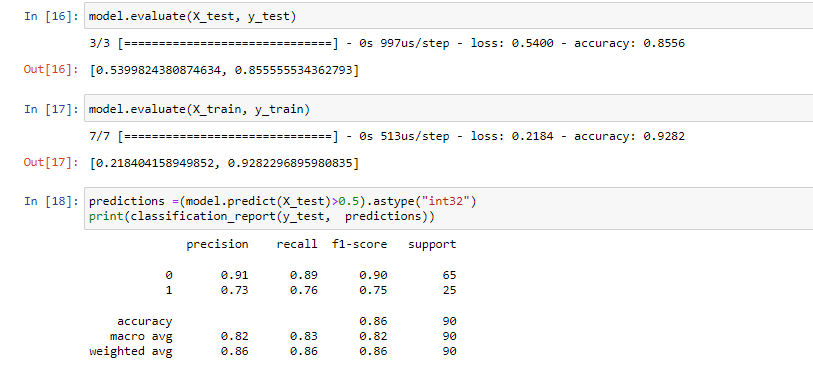 In [16]: model.evaluate(X_test, y_test)
3/3 [==============================] - 0s 997us/step - loss: 0.5400 - accuracy: 0.8556
Out[16]: [0.5399824380874634, 0.855555534362793]
In [17]: model.evaluate(X_train, y_train)
7/7 [==============================] - 0s 513us/step - loss: 0.2184 - accuracy: 0.9282
Out[17]: [0.218404158949852, 0.9282296895980835]
In [18]: predictions =(model.predict(X_test)>0.5).astype("int32")
print(classification_report(y_test,  predictions))
precision    recall  f1-score   support
0       0.91      0.89      0.90        65
1       0.73      0.76      0.75        25
accuracy                           0.86        90
macro avg       0.82      0.83      0.82        90
weighted avg       0.86      0.86      0.86        90